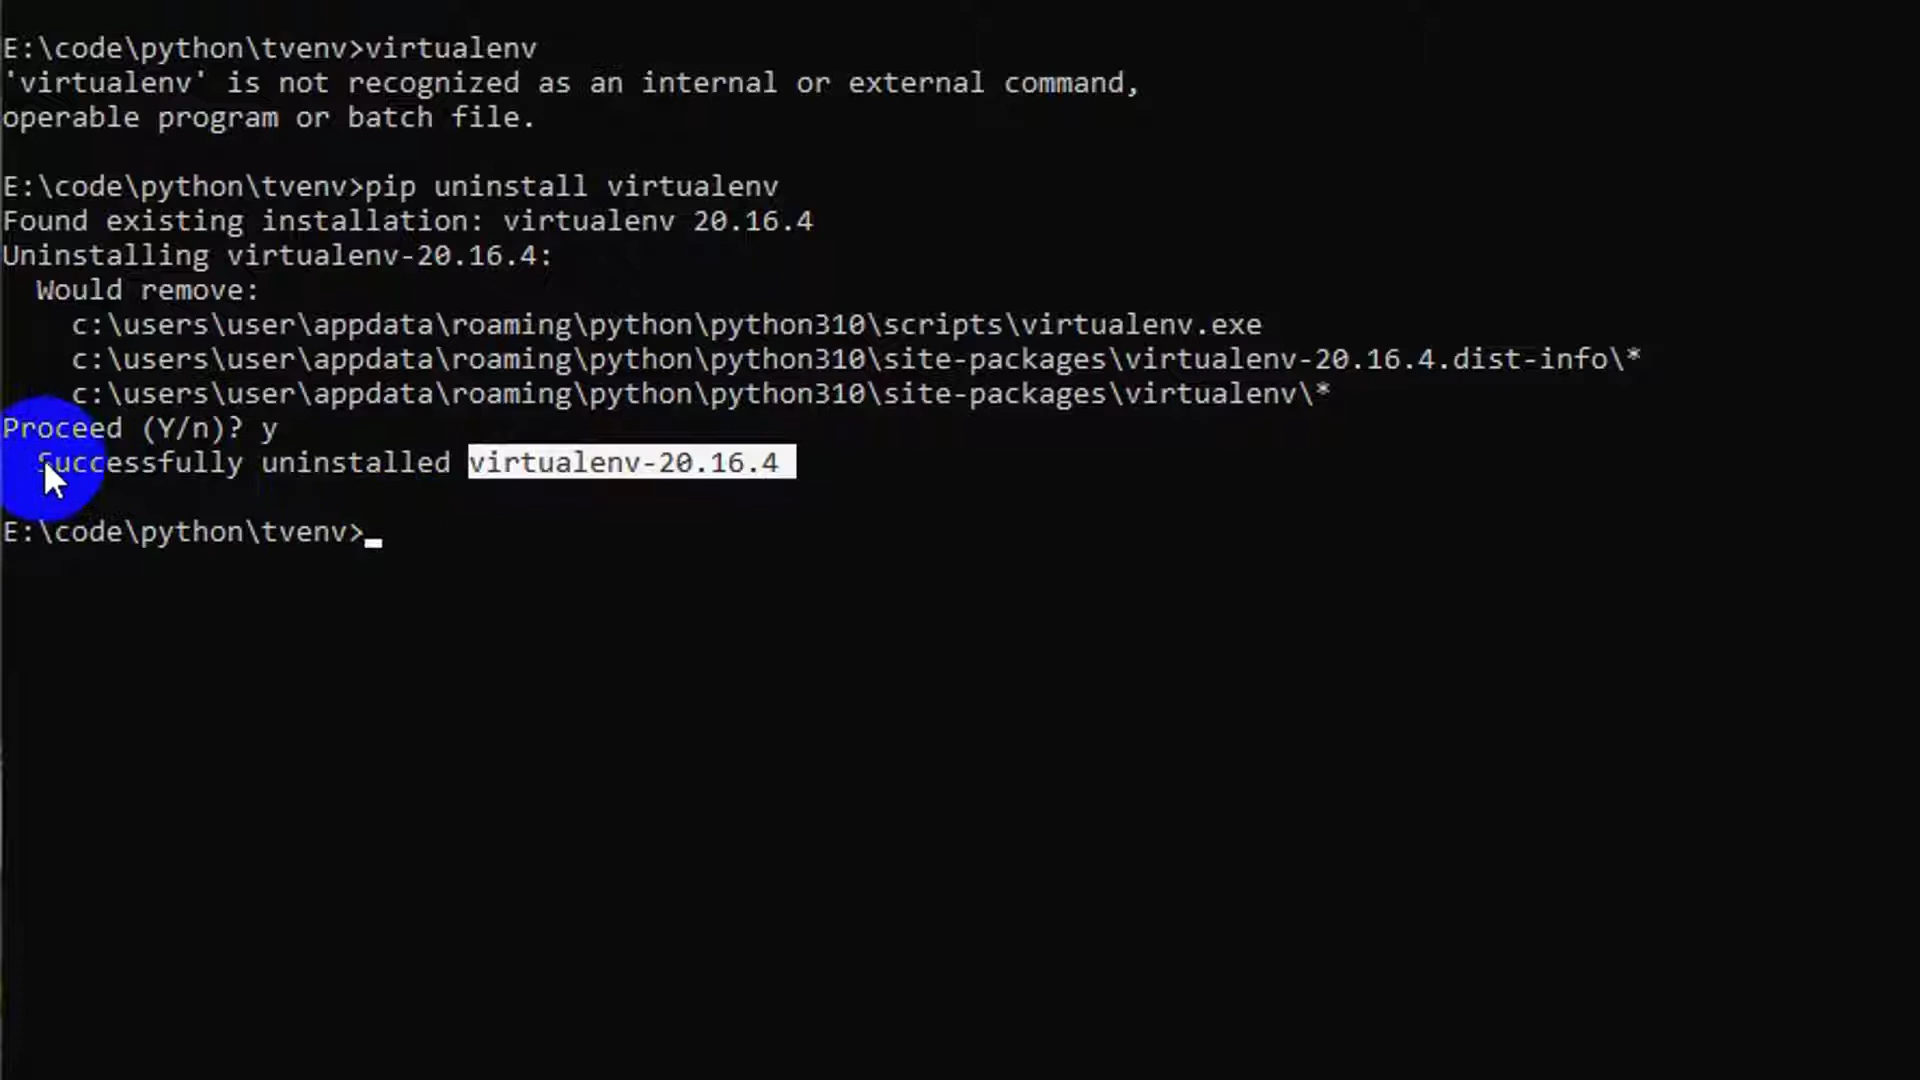 E:\code\python\tvenv>virtualenv
'virtualenv' is not recognized as an internal or external command,
operable program or batch file.
E:\code\python\tvenv>pip uninstall virtualenv
Found existing installation: virtualenv 20.16.4
Uninstalling virtualenv-20.16.4:
Would remove:
c:\users\user\appdata\roaming\python\python310\scripts\virtualenv.exe
c:\users\user\appdata\roaming\python\python310\site-packages\virtualenv-20.16.4.dist-info\*
c:\users\user\appdata\roaming\python\python310\site-packages\virtualenv\*
Proceed (Y/n)? y
Successfully uninstalled virtualenv-20.16.4
E:\code\python\tvenv>